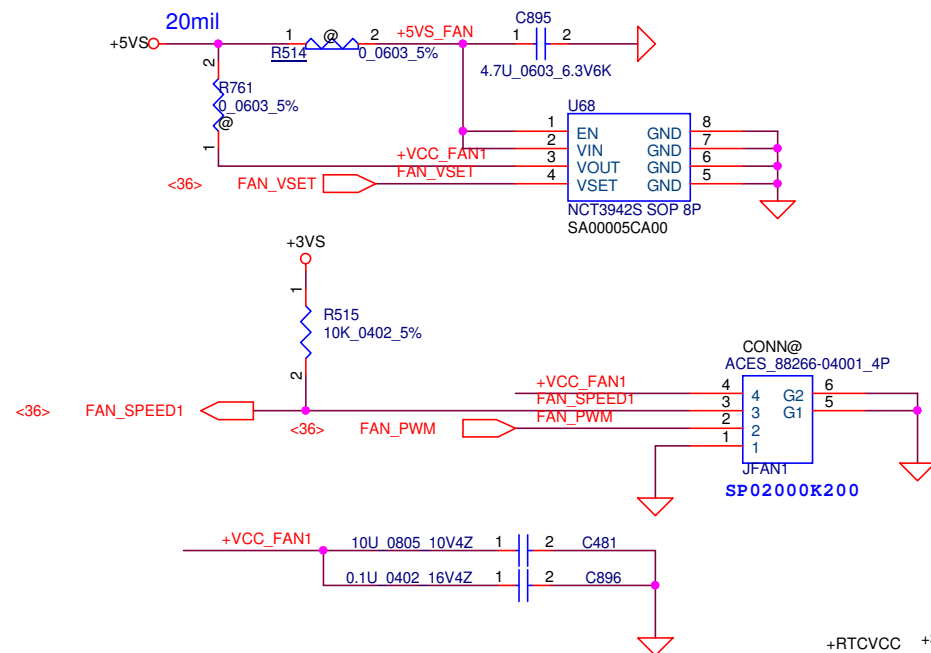 20mil
C895
+5VS
1
@
2
+5VS_FAN
1
2
R514
0_0603_5%
4.7U_0603_6.3V6K
2
R761
0_0603_5%
@
1
U68
1
EN
GND
8
2
VIN
GND
7
+VCC_FAN1
3
VOUT
GND
6
<36>
FAN_VSET
FAN_VSET
4
VSET
GND
5
NCT3942S SOP 8P
SA00005CA00
+3VS
1
R515
10K_0402_5%
2
CONN@
ACES_88266-04001_4P
+VCC_FAN1
4
4
G2
6
<36>
FAN_SPEED1
FAN_SPEED1
3
3
G1
5
<36>
FAN_PWM
FAN_PWM
2
2
1
1
JFAN1
SP02000K200
+VCC_FAN1
10U_0805_10V4Z
1
2
C481
0.1U_0402_16V4Z
1
2
C896
+RTCVCC